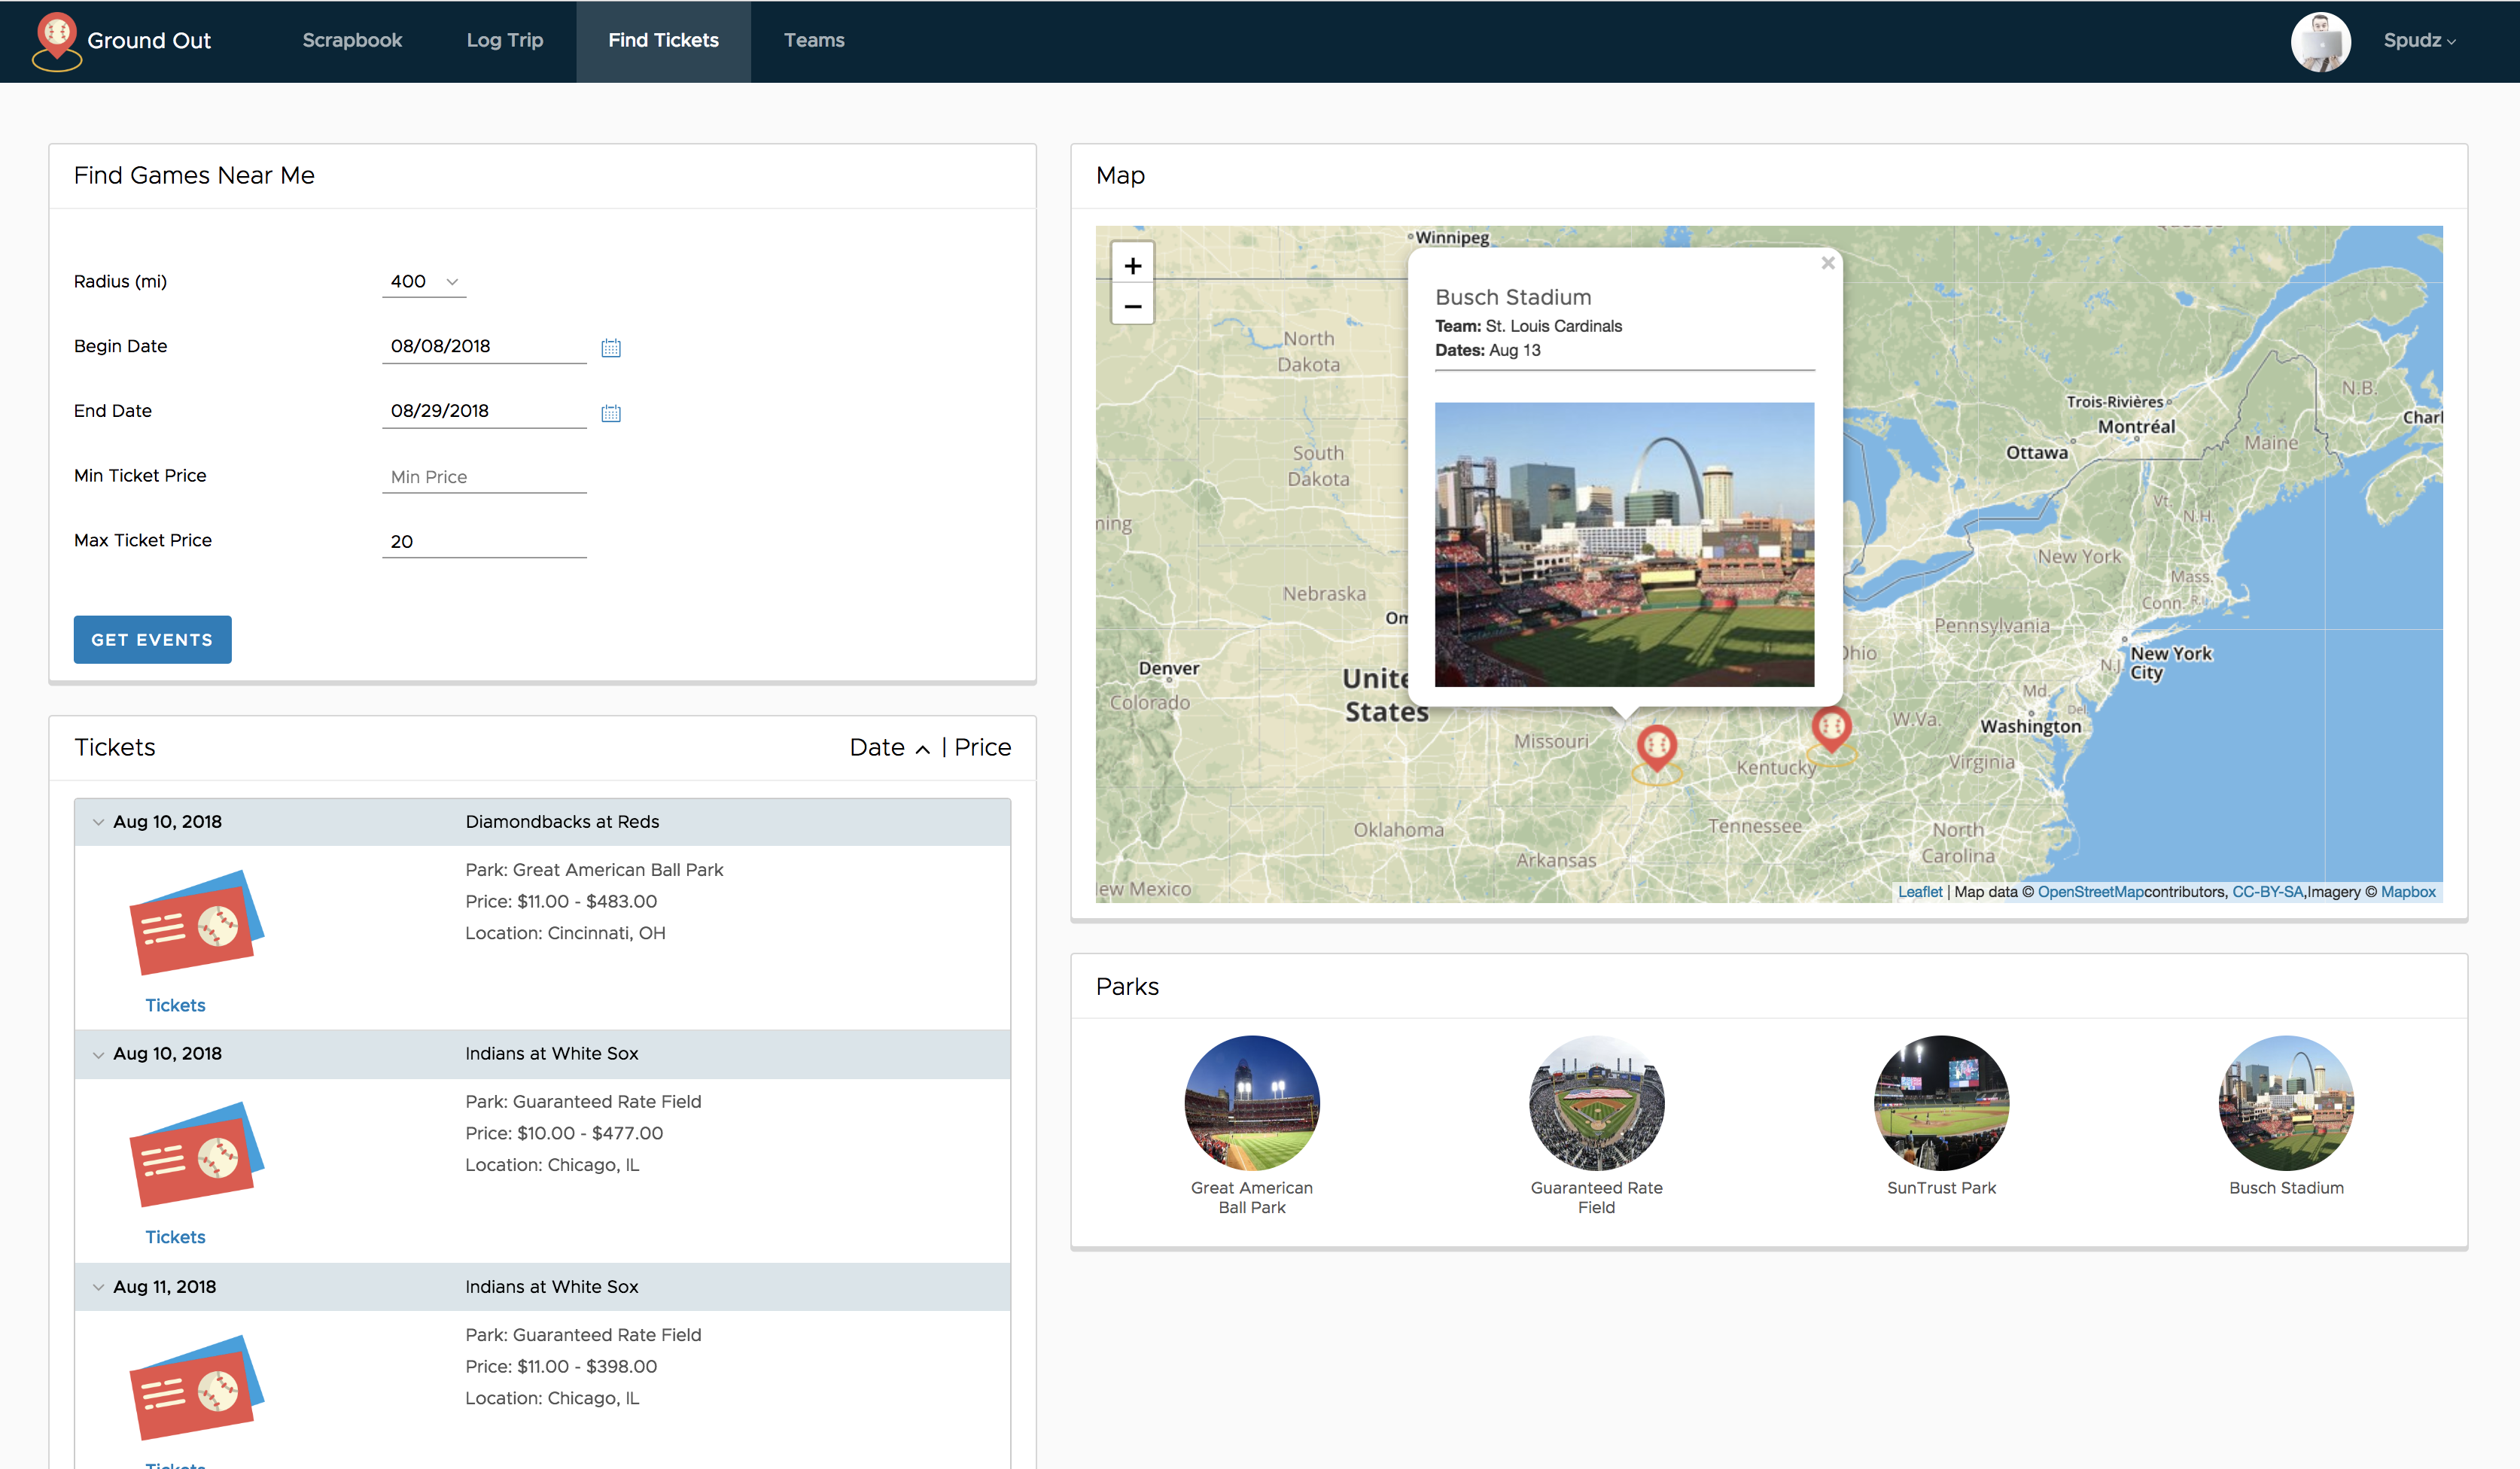 Ground Out
Scrapbook
Log Trip
Find Tickets
Teams
Spudz
Find Games Near Me
Radius (mi)
400
Begin Date
08/08/2018
End Date
08/29/2018
Min Ticket Price
Min Price
Max Ticket Price
20
GET EVENTS
Tickets
Date | Price
Aug 10, 2018
Diamondbacks at Reds
Park: Great American Ball Park
Price: $11.00 - $483.00
Location: Cincinnati, OH
Tickets
Aug 10, 2018
Indians at White Sox
Park: Guaranteed Rate Field
Price: $10.00 - $477.00
Location: Chicago, IL
Tickets
Aug 11, 2018
Indians at White Sox
Park: Guaranteed Rate Field
Price: $11.00 - $398.00
Location: Chicago, IL
Tickets
Map
+
−
Winnipeg
×
Busch Stadium
Team: St. Louis Cardinals
Dates: Aug 13
North
Dakota
South
Dakota
ming
Nebraska
Om
Denver
Colorado
Unite
States
Missouri
Kentucky
Oklahoma
Tennessee
Arkansas
ew Mexico
Trois-Rivières
Montréal
Ottawa
N.B.
Charl
Maine
Vt.
N.H.
New York
Mass.
Conn.
R.I.
Pennsylvania
Ohio
New York
City
N.J.
Md.
Del
W.Va.
Washington
Virginia
North
Carolina
Leaflet | Map data © OpenStreetMapcontributors, CC-BY-SA,Imagery © Mapbox
Parks
Great American
Ball Park
Guaranteed Rate
Field
SunTrust Park
Busch Stadium